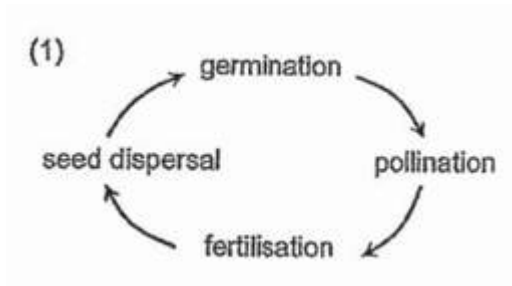 (1)
germination
seed dispersal
pollination
fertilisation